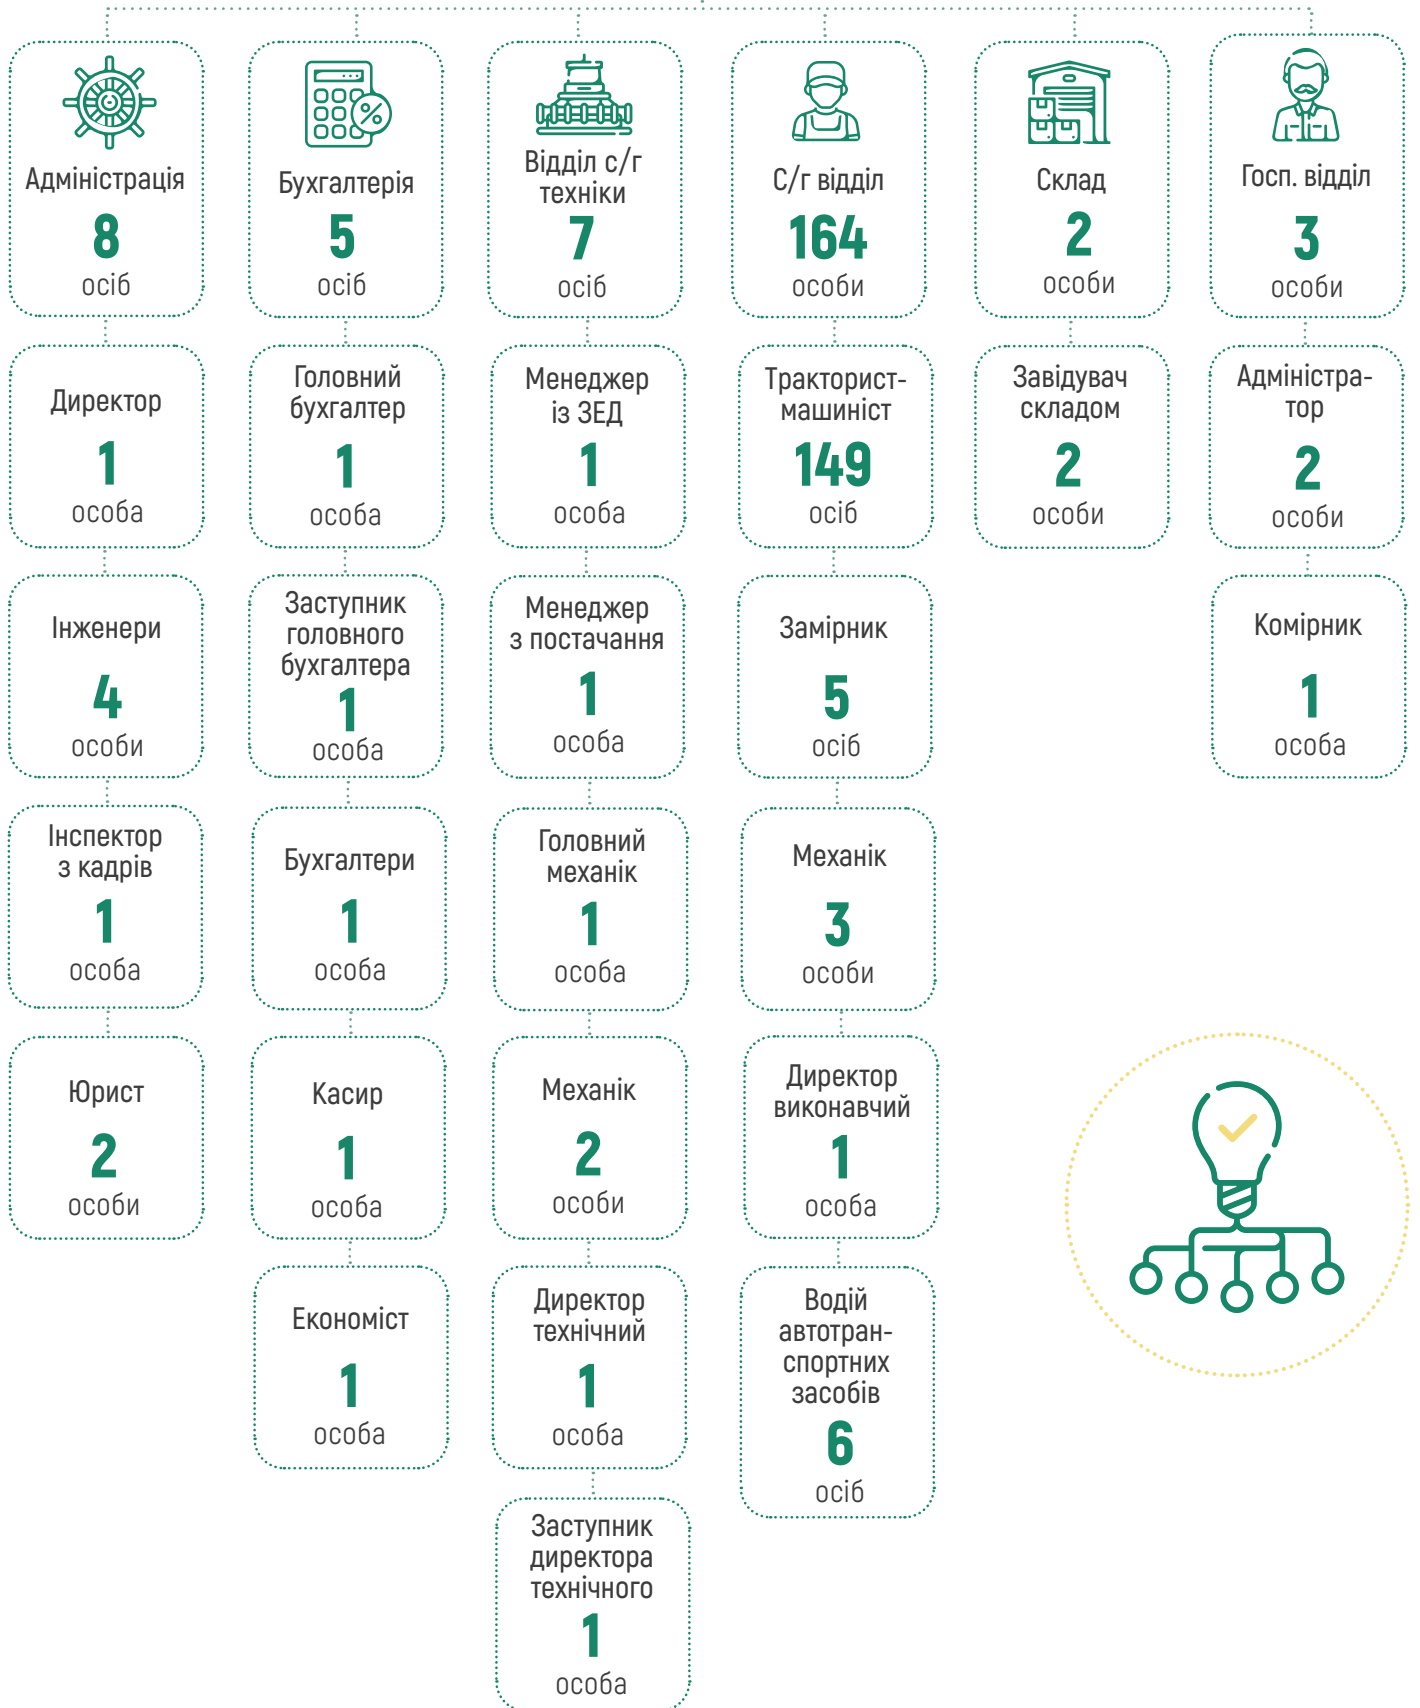 Адміністрація
8
осіб
Директор
1
особа
Інженери
4
особи
Інспектор
з кадрів
1
особа
Юрист
2
особи
Бухгалтерія
5
осіб
Головний
бухгалтер
1
особа
Заступник
головного
бухгалтера
1
особа
Бухгалтери
1
особа
Касир
1
особа
Економіст
1
особа
Відділ с/г
техніки
7
осіб
Менеджер
із ЗЕД
1
особа
Менеджер
з постачання
1
особа
Головний
механік
1
особа
Механік
2
особи
Директор
технічний
1
особа
Заступник
директора
технічного
1
особа
С/г відділ
164
особи
Тракторист-
машиніст
149
осіб
Замірник
5
осіб
Механік
3
особи
Директор
виконавчий
1
особа
Водій
автотран-
спортних
засобів
6
осіб
Склад
2
особи
Завідувач
складом
2
особи
Госп. відділ
3
особи
Адміністра-
тор
2
особи
Комірник
1
особа